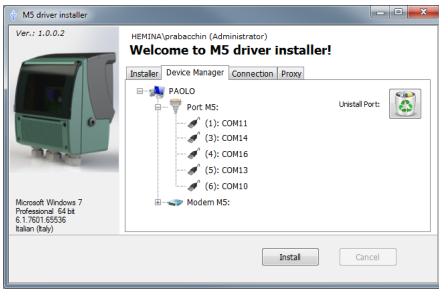 M5 driver installer
Ver.: 1.0.0.2
HEMINA\prabacchin (Administrator)
Welcome to M5 driver installer!
Installer Device Manager Connection Proxy
PAOLO
Port M5:
Unistall Port:
(1): COM11
(3): COM14
(4): COM16
(5): COM13
(6): COM10
Modem M5:
Microsoft Windows 7
Professional 64 bit
6.1.7601.65536
Italian (Italy)
Install Cancel